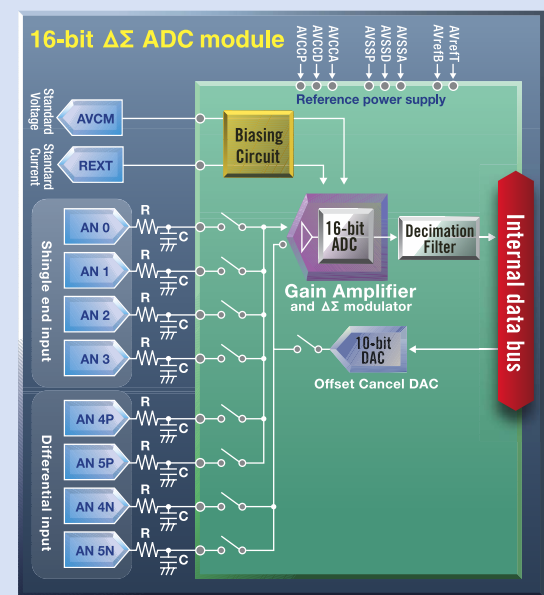 16-bit ΔΣ ADC module
AVCCP
AVCCD
AVCCA
AVSSP
AVSSD
AVSSA
AVrefB
AVrefT
Reference power supply
Standard
Voltage
AVCM
Standard
Current
REXT
Biasing
Circuit
Shingle end input
AN 0
R
C
AN 1
R
C
AN 2
R
C
AN 3
R
C
16-bit
ADC
Decimation
Filter
Gain Amplifier
and ΔΣ modulator
10-bit
DAC
Offset Cancel DAC
Internal data bus
Differential input
AN 4P
R
C
AN 5P
R
C
AN 4N
R
C
AN 5N
R
C